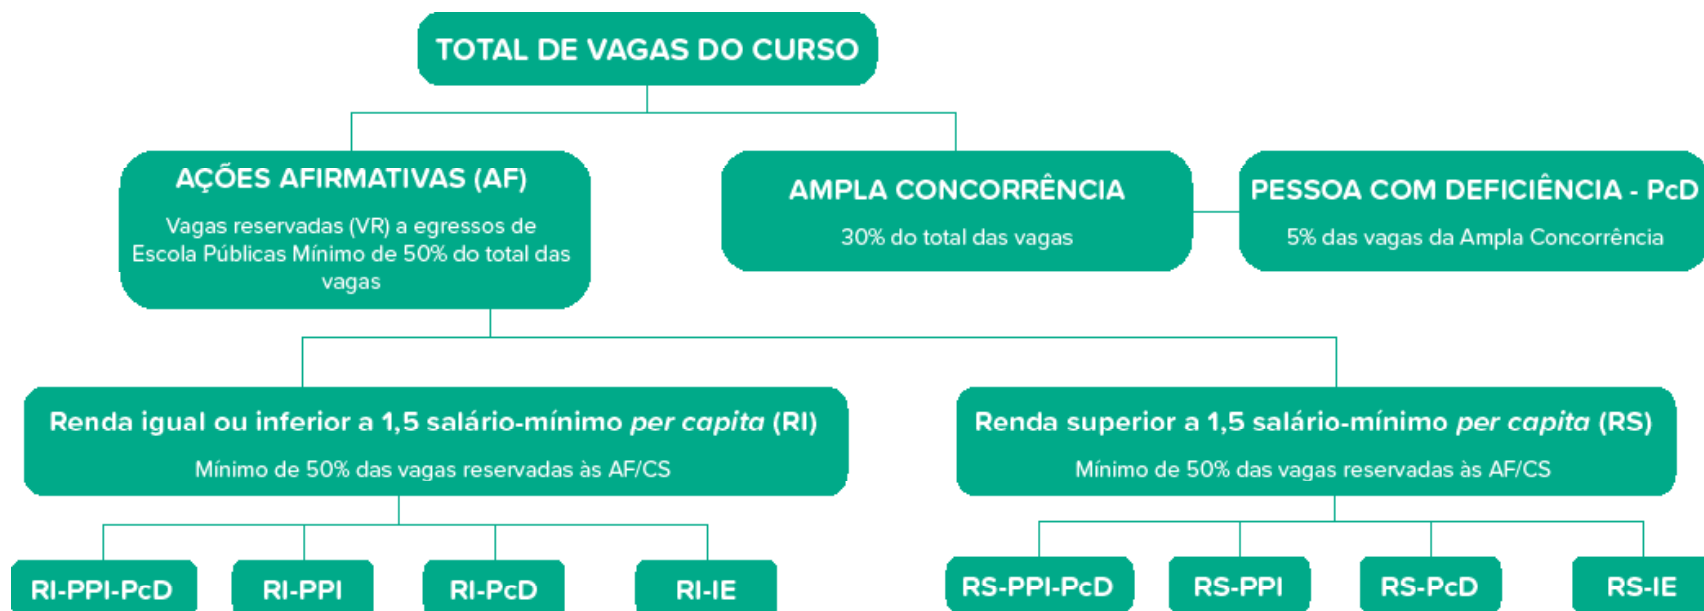 TOTAL DE VAGAS DO CURSO
AÇÕES AFIRMATIVAS (AF)
Vagas reservadas (VR) a egressos de
Escola Públicas Mínimo de 50% do total das
vagas
AMPLA CONCORRÊNCIA
30% do total das vagas
PESSOA COM DEFICIÊNCIA - PcD
5% das vagas da Ampla Concorrência
Renda igual ou inferior a 1,5 salário-mínimo per capita (RI)
Mínimo de 50% das vagas reservadas às AF/CS
Renda superior a 1,5 salário-mínimo per capita (RS)
Mínimo de 50% das vagas reservadas às AF/CS
RI-PPI-PcD
RI-PPI
RI-PcD
RI-IE
RS-PPI-PcD
RS-PPI
RS-PcD
RS-IE